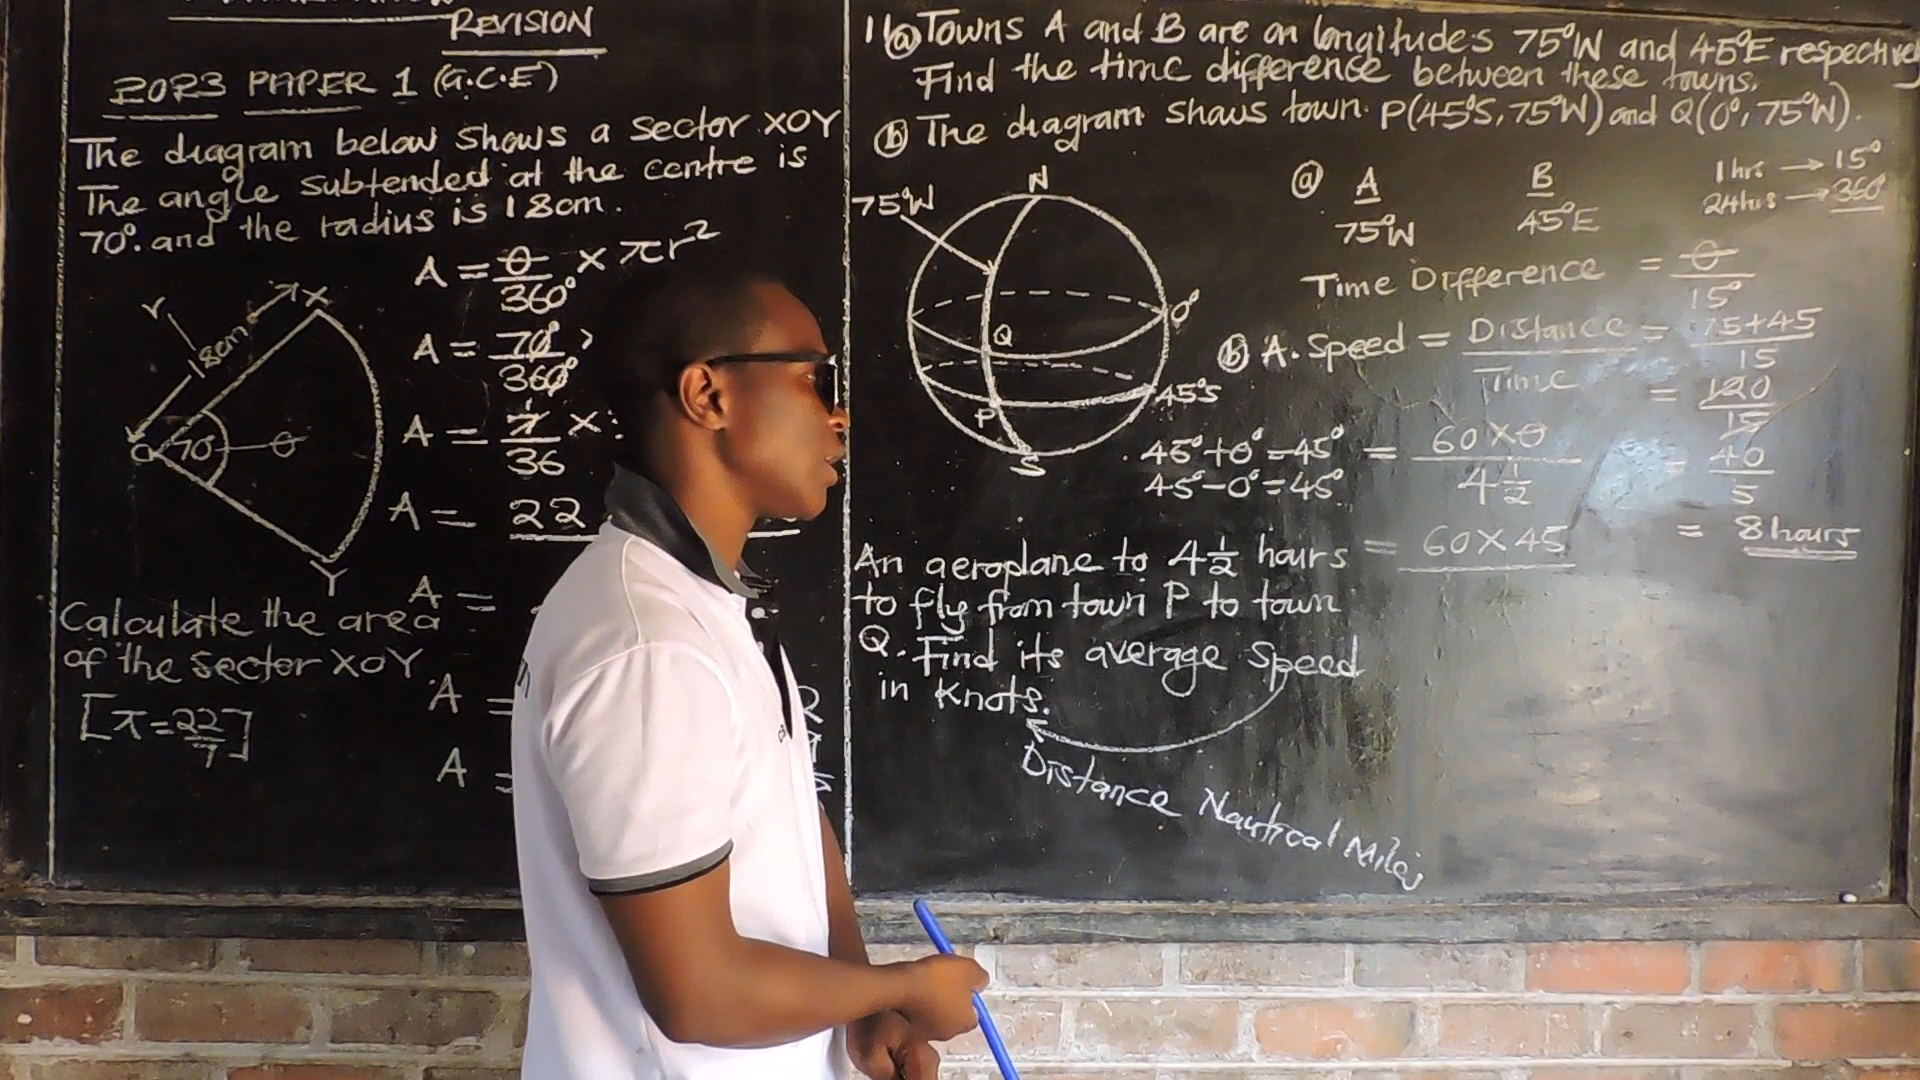 REVISION
2023 PAPER 1 (G.C.E)
The diagram below shows a sector XOY
The angle subtended at the centre is
70°. and the radius is 18cm.
A = θ/360° × πr²
r
18cm
X
O
70°
θ
Y
A = 70°/360°
A = 7/36 ×
A = 22
A =
Calculate the area
of the sector XOY.
[π=22/7]
A =
A =
11 (a) Towns A and B are on longitudes 75°W and 45°E
Find the time difference between these towns.
(b) The diagram shows town P(45°S, 75°W) and Q(0°, 75°W).
N
75°W
0°
Q
45°S
P
S
(a) A B
75°W 45°E
1hrs → 15°
24hrs → 360°
Time Difference = θ/15°
= 75+45/15
= 120/15
= 40/5
= 8 hours
(b) A. Speed = Distance/Time
45°+0°=45°
45°-0°=45°
= 60×θ/4½
= 60×45
An aeroplane to 4½ hours
to fly from town P to town
Q. Find its average speed
in knots.
Distance Nautical Miles